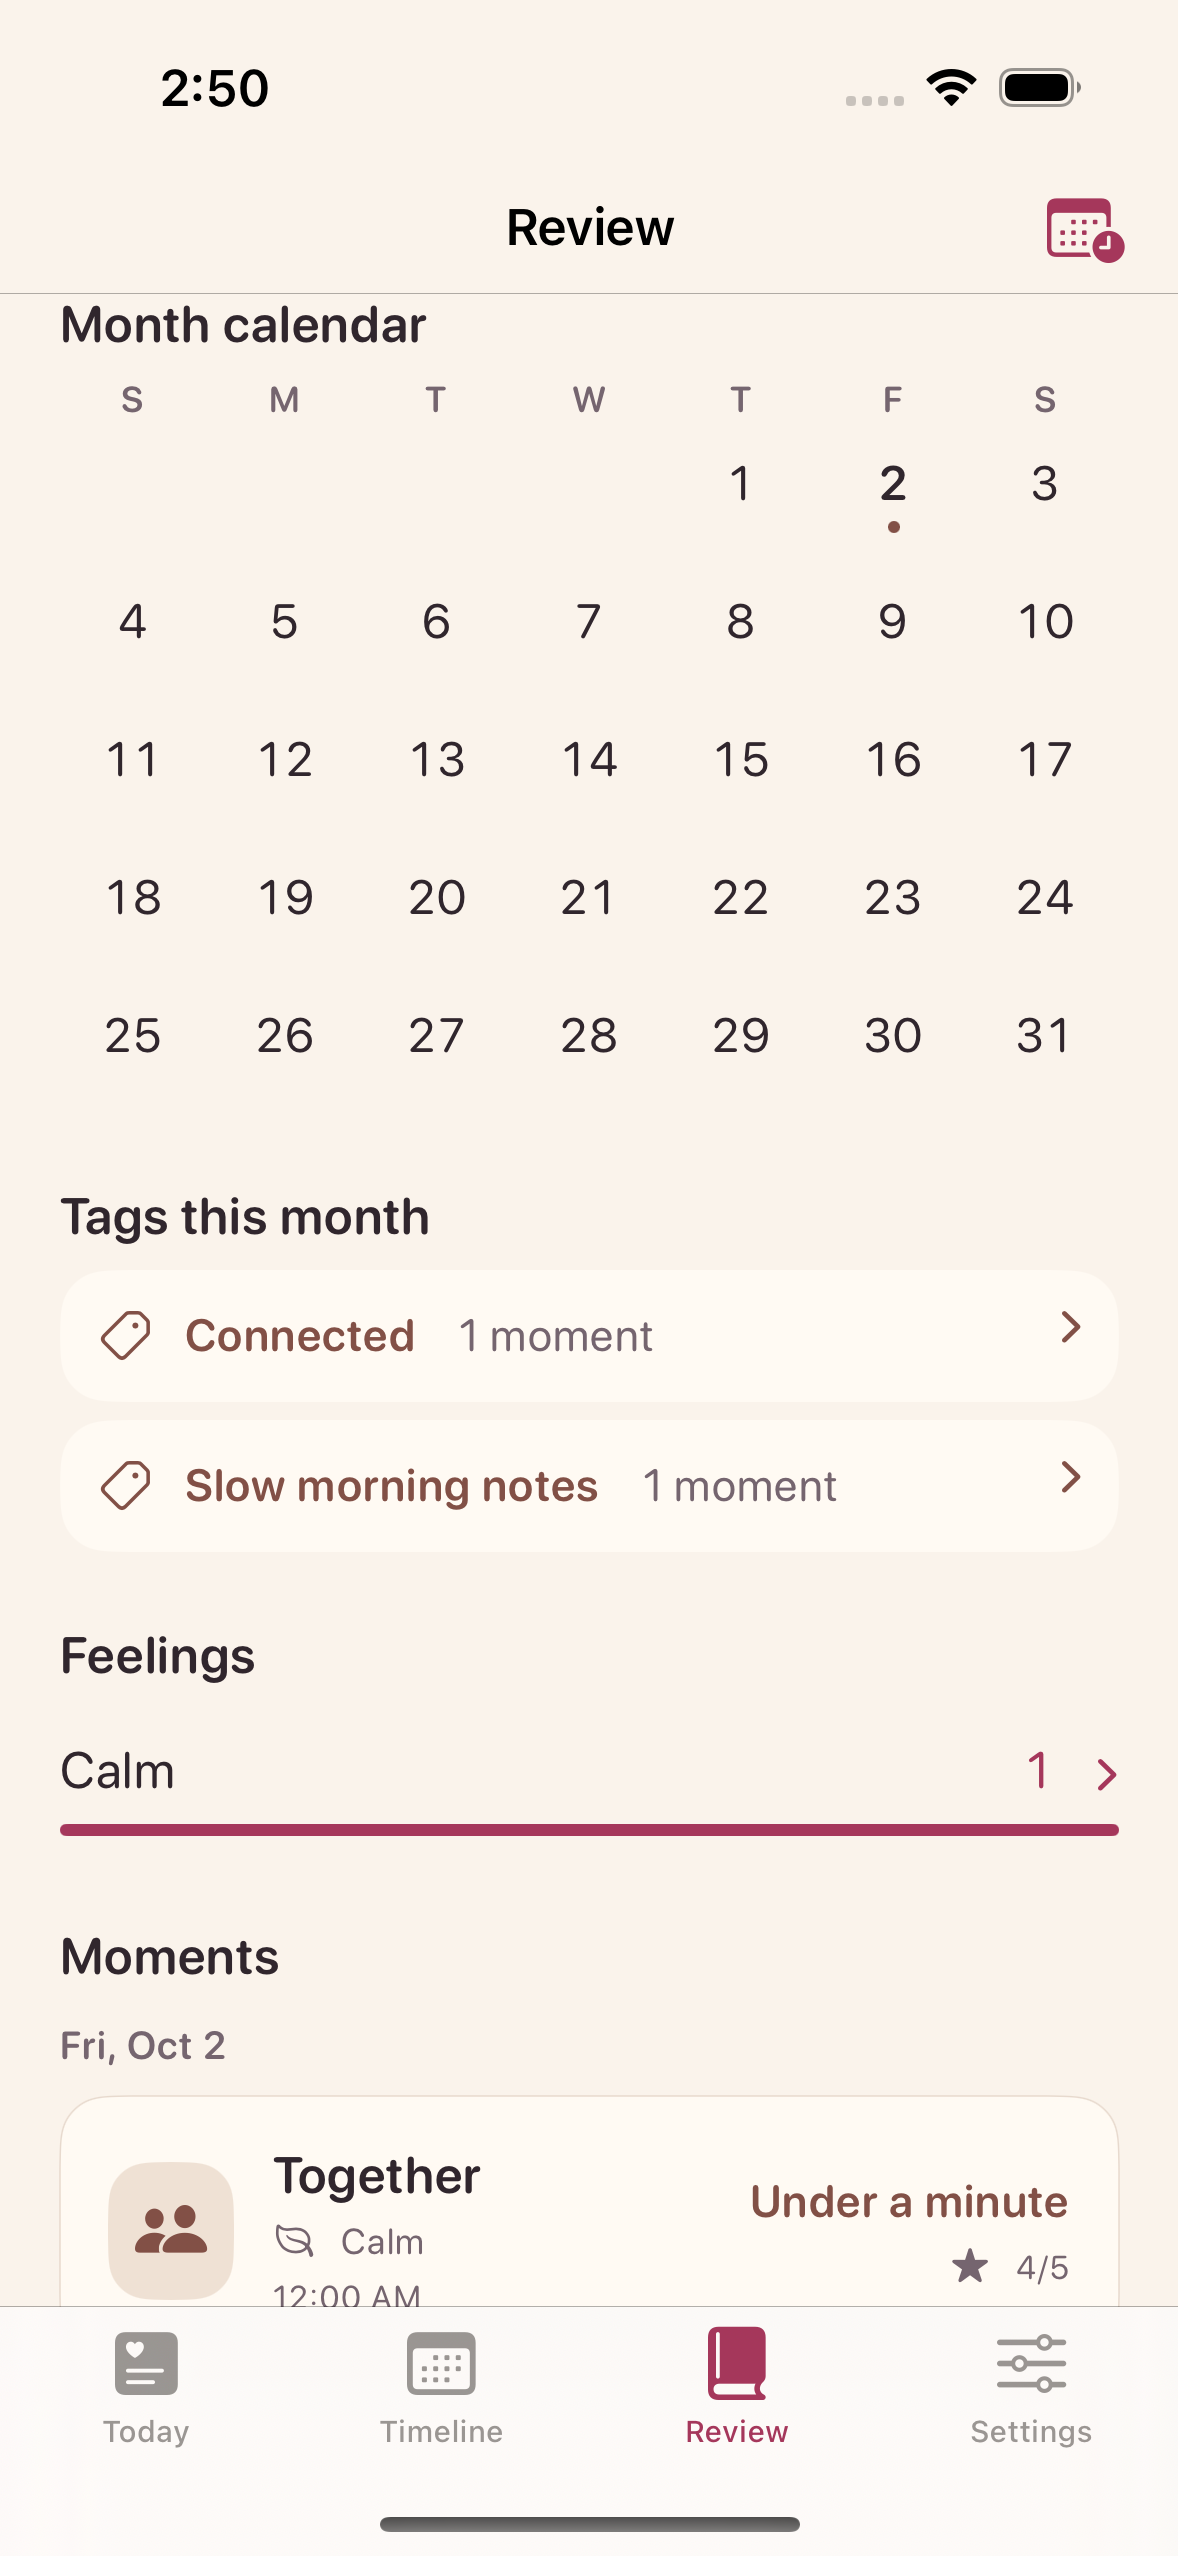 2:50
Review
Month calendar
S M T W T F S
1 2 3
4 5 6 7 8 9 10
11 12 13 14 15 16 17
18 19 20 21 22 23 24
25 26 27 28 29 30 31
Tags this month
Connected 1 moment
Slow morning notes 1 moment
Feelings
Calm 1
Moments
Fri, Oct 2
Together
Under a minute
Calm
4/5
12:00 AM
Today Timeline Review Settings